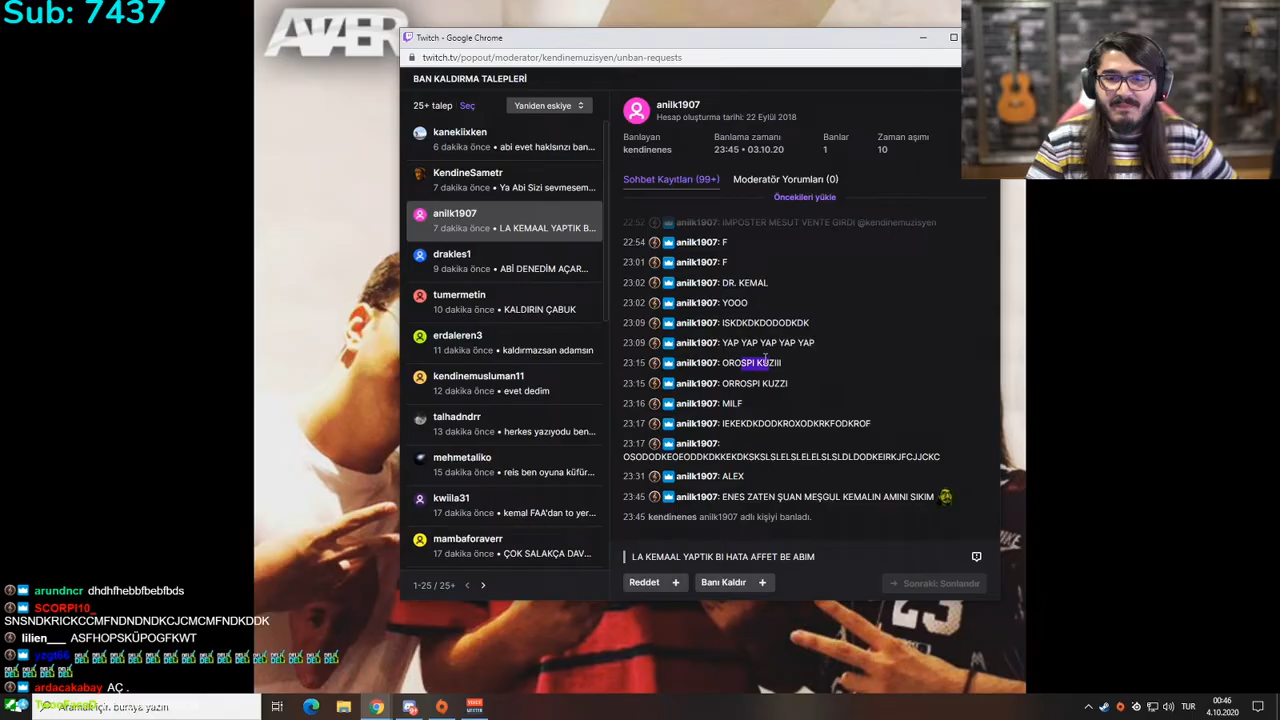 Sub: 7437
Twitch - Google Chrome
twitch.tv/popout/moderator/kendinemuzisyen/unban-requests
BAN KALDIRMA TALEPLERİ
25+ talep Seç Yeniden eskiye
kanekiixken
6 dakika önce • abi evet haklsınzı ban...
KendineSametr
7 dakika önce • Ya Abi Sizi sevmesem...
anilk1907
7 dakika önce • LA KEMAAL YAPTIK B...
drakles1
9 dakika önce • ABİ DENEDİM AÇAR...
tumermetin
10 dakika önce • KALDIRIN ÇABUK
erdaleren3
11 dakika önce • kaldırmazsan adamsın
kendinemusluman11
12 dakika önce • evet dedim
talhadndrr
13 dakika önce • herkes yazıyodu ben...
mehmetaliko
15 dakika önce • reis ben oyuna küfür...
kwiila31
17 dakika önce • kemal FAA'dan to yer...
mambaforaverr
17 dakika önce • ÇOK SALAKÇA DAV...
1-25 / 25+
anilk1907
Hesap oluşturma tarihi: 22 Eylül 2018
Banlayan Banlama zamanı Banlar Zaman aşımı
kendinenes 23:45 • 03.10.20 1 10
Sohbet Kayıtları (99+) Moderatör Yorumları (0)
Öncekileri yükle
22:52 anilk1907: IMPOSTER MESUT VENTE GIRDI @kendinemuzisyen
22:54 anilk1907: F
23:01 anilk1907: F
23:02 anilk1907: DR. KEMAL
23:02 anilk1907: YOOO
23:09 anilk1907: ISKDKDKDODODKDK
23:09 anilk1907: YAP YAP YAP YAP YAP
23:15 anilk1907: OROSPI KUZIII
23:15 anilk1907: ORROSPI KUZZI
23:16 anilk1907: MILF
23:17 anilk1907: IEKEKDKDODKROXODKRKFODKROF
23:17 anilk1907:
OSODODKEOEODDKDKKEKDKSKSLSLELSLELELSLSLDLDODKEIRKJFCJJCKC
23:31 anilk1907: ALEX
23:45 anilk1907: ENES ZATEN ŞUAN MEŞGUL KEMALIN AMINI SIKIM
23:45 kendinenes anilk1907 adlı kişiyi banladı.
LA KEMAAL YAPTIK BI HATA AFFET BE ABIM
Reddet + Banı Kaldır + Sonraki: Sonlandır
23
arundncr dhdhfhebbfbebfbds
SCORPI10_
SNSNDKRICKCCMFNDNDNDKCJCMCMFNDKDDK
lilien___ ASFHOPSKÜPOGFKWT
yzgt66
ardacakabay AÇ .
Aramak için buraya yazın
TUR
00:46
4.10.2020